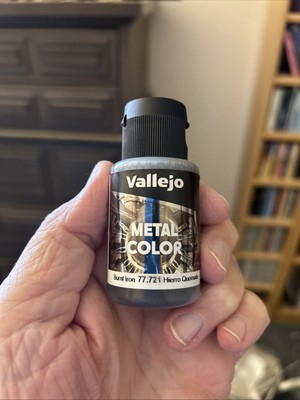 Vallejo
METAL
COLOR
Burnt Iron 77.721 Hierro Quemado